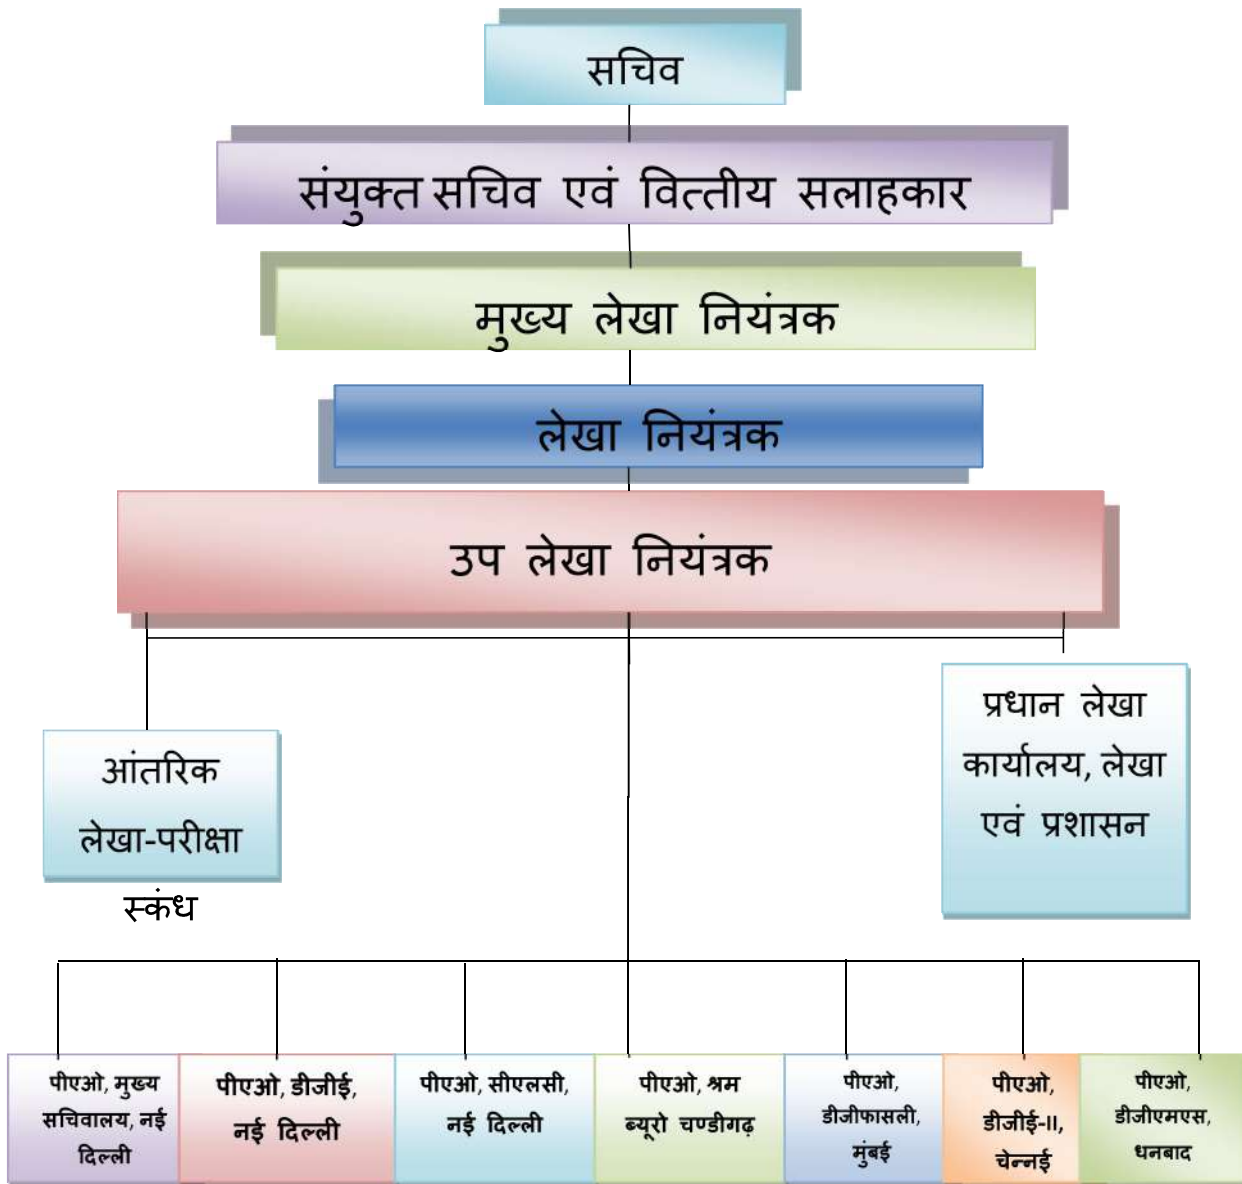 सचिव
संयुक्त सचिव एवं वित्तीय सलाहकार
मुख्य लेखा नियंत्रक
लेखा नियंत्रक
उप लेखा नियंत्रक
आंतरिक
लेखा-परीक्षा
स्कंध
प्रधान लेखा
कार्यालय, लेखा
एवं प्रशासन
पीएओ, मुख्य
सचिवालय, नई
दिल्ली
पीएओ, डीजीई,
नई दिल्ली
पीएओ, सीएलसी,
नई दिल्ली
पीएओ, श्रम
ब्यूरो चण्डीगढ़
पीएओ,
डीजीफासली,
मुंबई
पीएओ,
डीजीई-II,
चेन्नई
पीएओ,
डीजीएमएस,
धनबाद